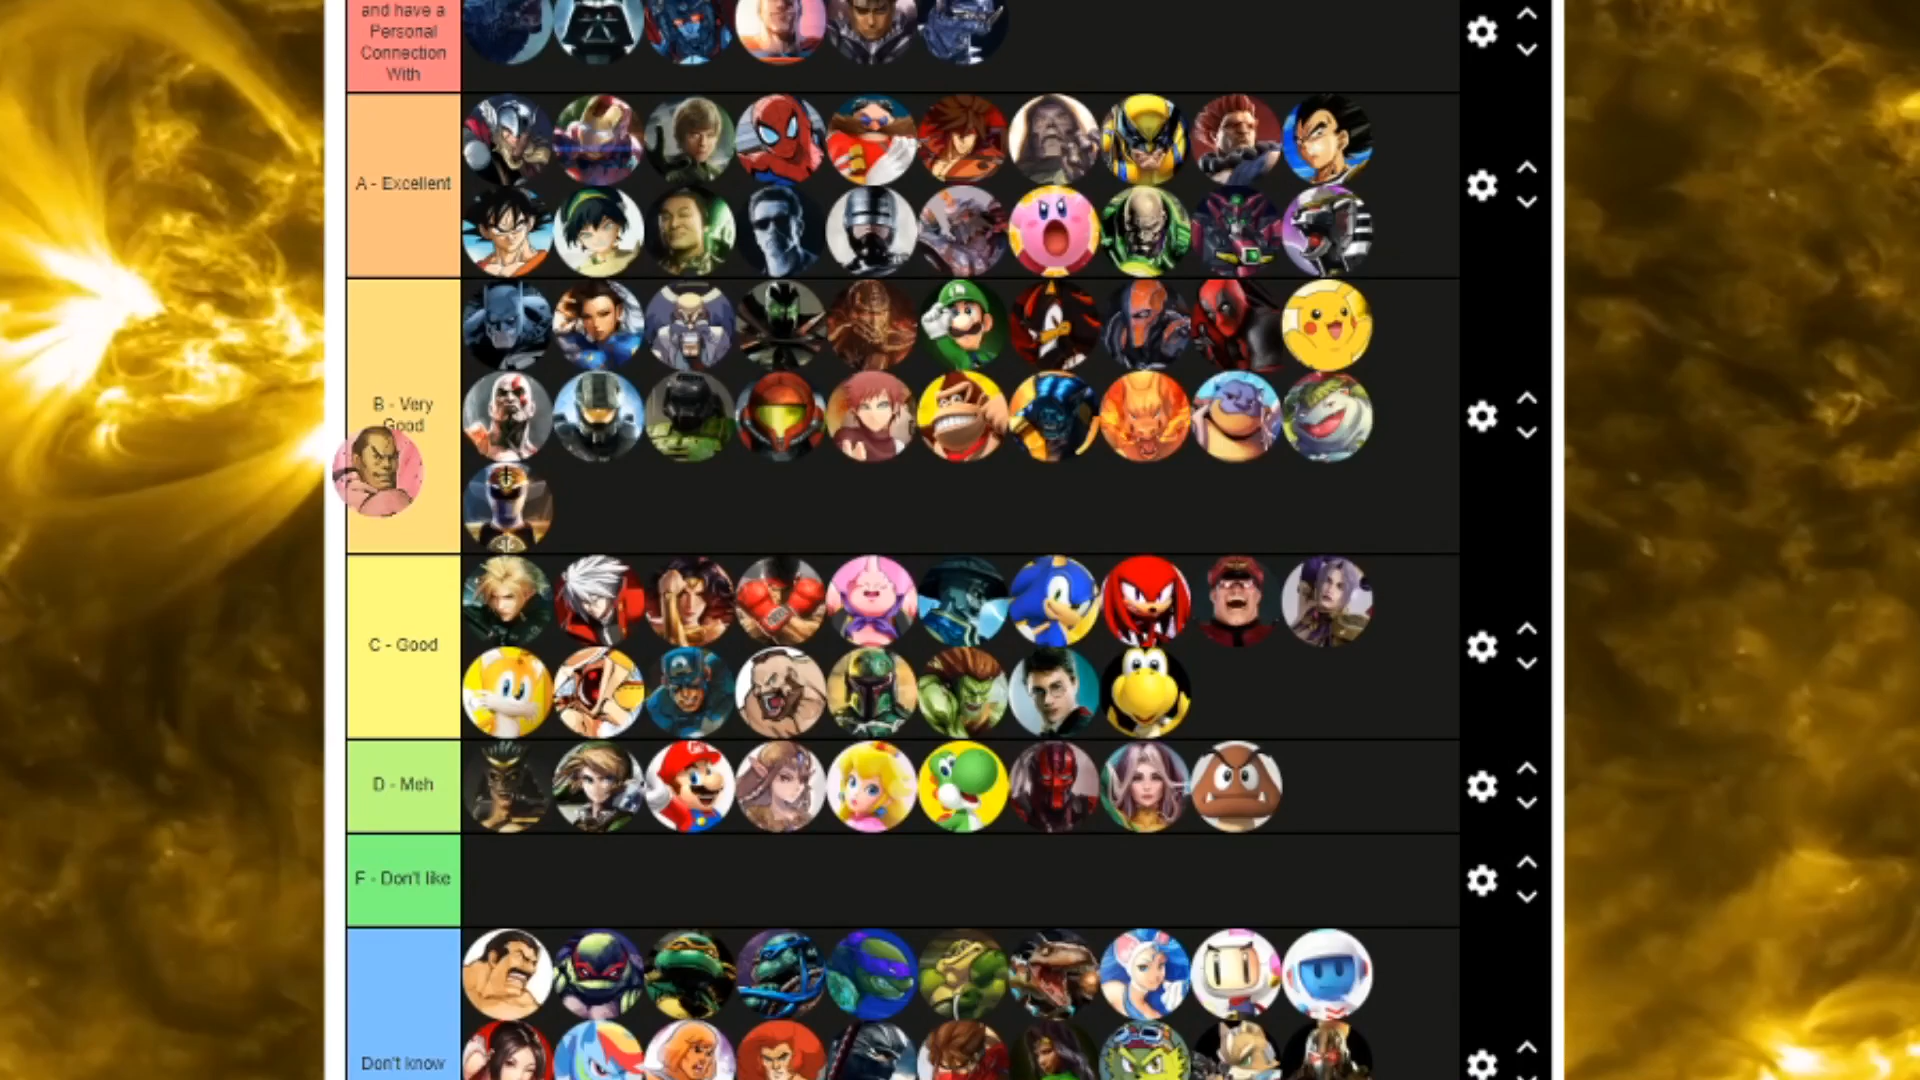 and have a
Personal
Connection
With
A - Excellent
B - Very
Good
C - Good
D - Meh
F - Don't like
Don't know